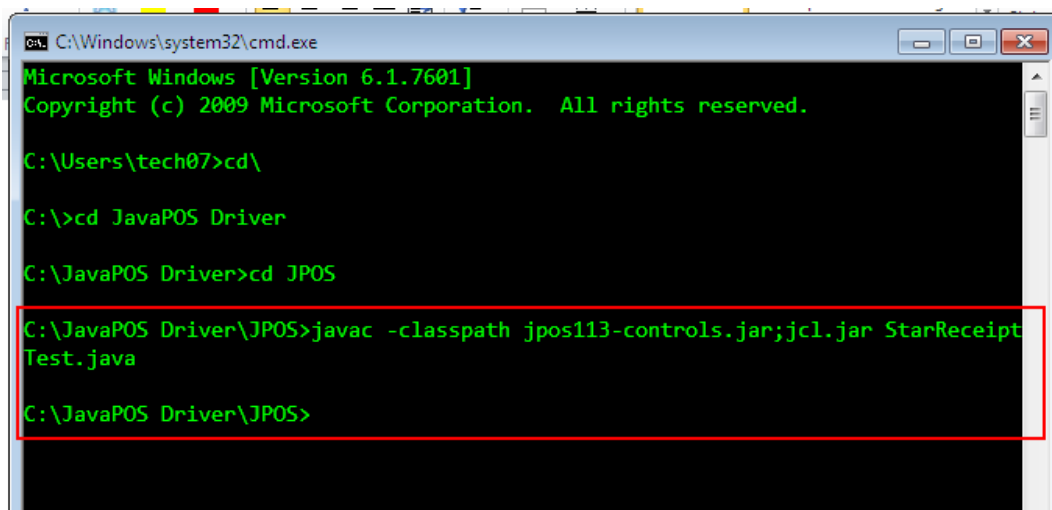 C:\Windows\system32\cmd.exe
Microsoft Windows [Version 6.1.7601]
Copyright (c) 2009 Microsoft Corporation.  All rights reserved.
C:\Users\tech07>cd\
C:\>cd JavaPOS Driver
C:\JavaPOS Driver>cd JPOS
C:\JavaPOS Driver\JPOS>javac -classpath jpos113-controls.jar;jcl.jar StarReceipt
Test.java
C:\JavaPOS Driver\JPOS>